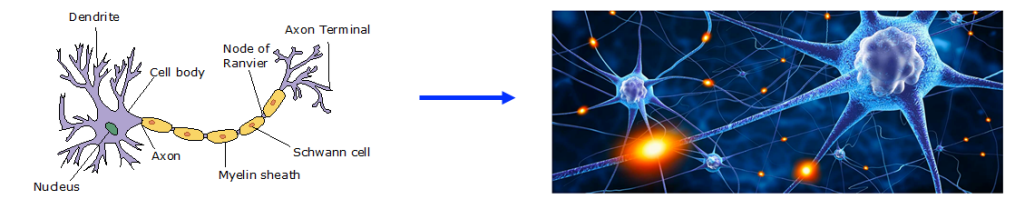 Dendrite
Axon Terminal
Node of
Ranvier
Cell body
Axon
Schwann cell
Myelin sheath
Nucleus